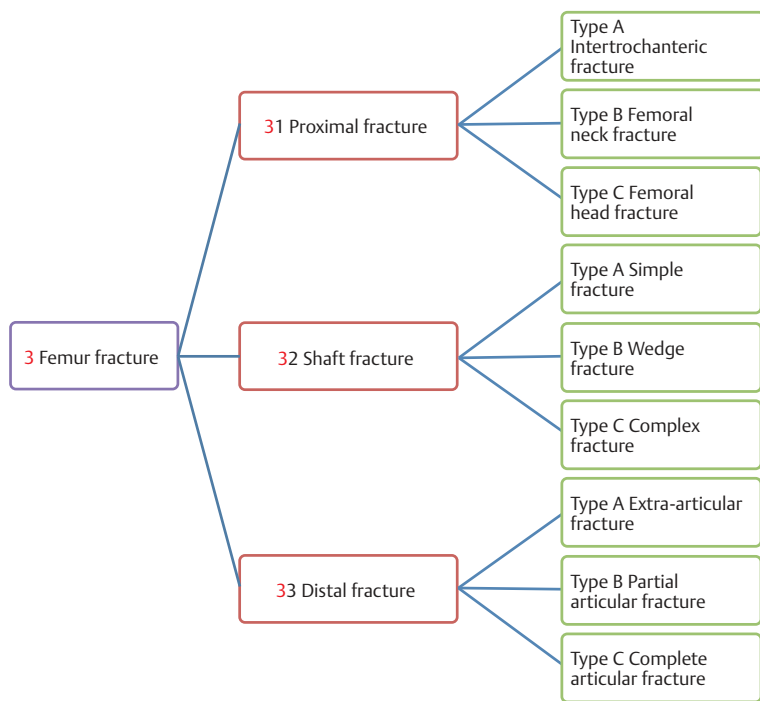 Type A
Intertrochanteric
fracture
31 Proximal fracture
Type B Femoral
neck fracture
Type C Femoral
head fracture
Type A Simple
fracture
3 Femur fracture
32 Shaft fracture
Type B Wedge
fracture
Type C Complex
fracture
Type A Extra-articular
fracture
33 Distal fracture
Type B Partial
articular fracture
Type C Complete
articular fracture